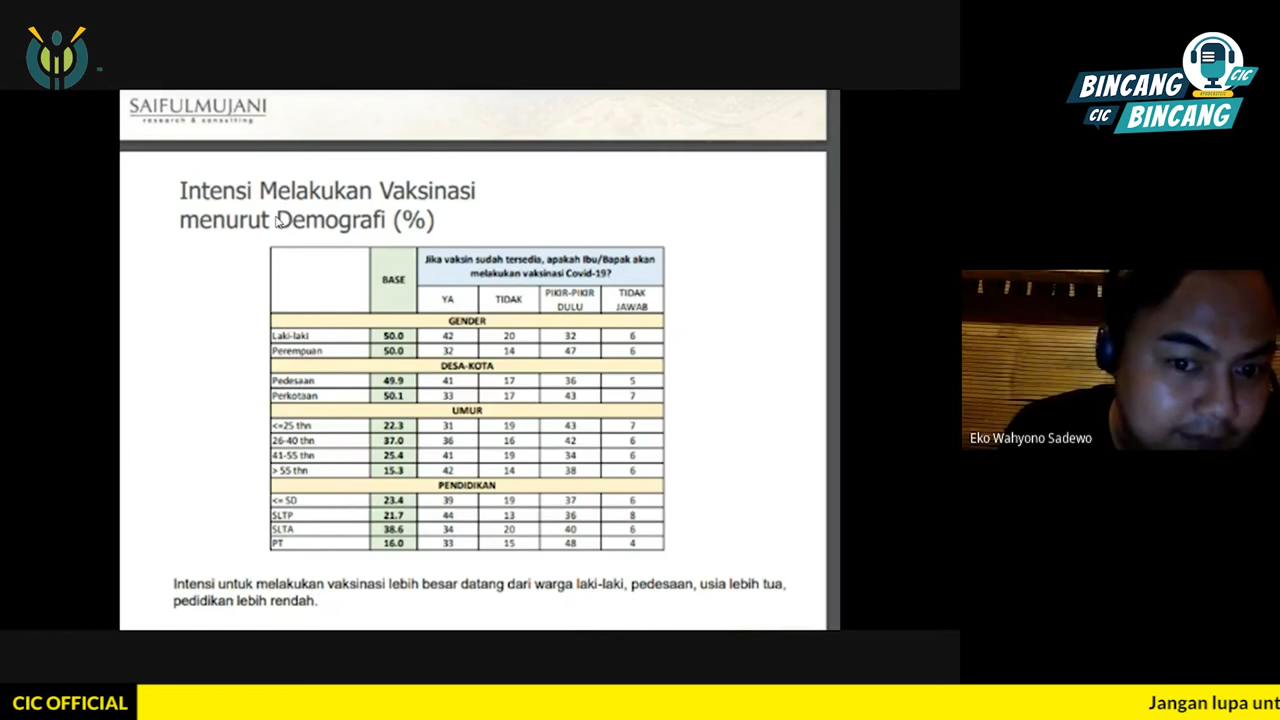 SAIFULMUJANI
research & consulting
BINCANG
CIC
#PODCASTCIC
CIC
BINCANG
Intensi Melakukan Vaksinasi
menurut Demografi (%)
BASE
Jika vaksin sudah tersedia, apakah Ibu/Bapak akan
melakukan vaksinasi Covid-19?
YA TIDAK PIKIR-PIKIR DULU TIDAK JAWAB
GENDER
Laki-laki 50.0 42 20 32 6
Perempuan 50.0 32 14 47 6
DESA-KOTA
Pedesaan 49.9 41 17 36 5
Perkotaan 50.1 33 17 43 7
UMUR
<=25 thn 22.3 31 19 43 7
26-40 thn 37.0 36 16 42 6
41-55 thn 25.4 41 19 34 6
> 55 thn 15.3 42 14 38 6
PENDIDIKAN
<= SD 23.4 39 19 37 6
SLTP 21.7 44 13 36 8
SLTA 38.6 34 20 40 6
PT 16.0 33 15 48 4
Intensi untuk melakukan vaksinasi lebih besar datang dari warga laki-laki, pedesaan, usia lebih tua,
pedidikan lebih rendah.
Eko Wahyono Sadewo
CIC OFFICIAL
Jangan lupa unt